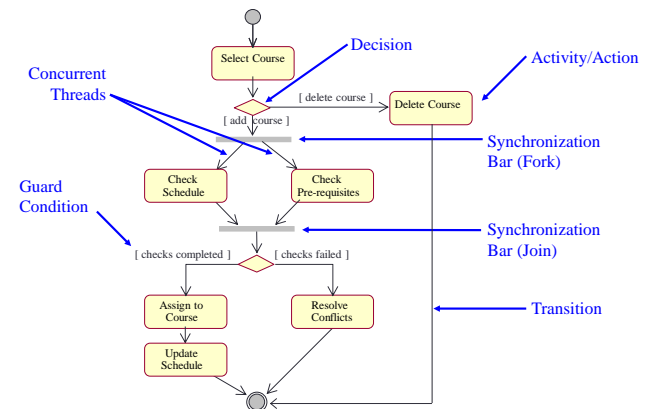 Select Course
Decision
Activity/Action
Concurrent
Threads
[ delete course ]
Delete Course
[ add course ]
Synchronization
Bar (Fork)
Check
Schedule
Check
Pre-requisites
Guard
Condition
Synchronization
Bar (Join)
[ checks completed ]
[ checks failed ]
Assign to
Course
Resolve
Conflicts
Transition
Update
Schedule